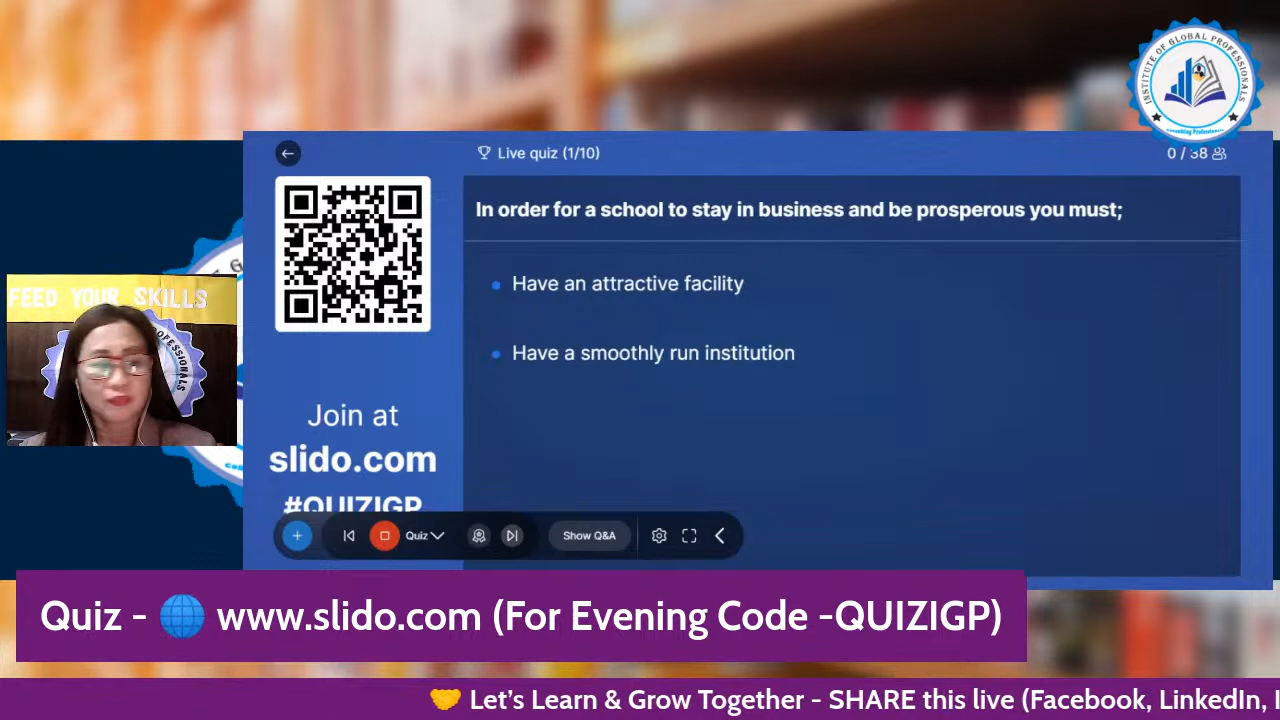 INSTITUTE OF GLOBAL PROFESSIONALS
Live quiz (1/10)
0 / 38
In order for a school to stay in business and be prosperous you must;
Have an attractive facility
Have a smoothly run institution
FEED YOUR SKILLS
Join at
slido.com
#QUIZIGP
Quiz
Show Q&A
Quiz - 🌐 www.slido.com (For Evening Code -QUIZIGP)
🤝 Let's Learn & Grow Together - SHARE this live (Facebook, LinkedIn,